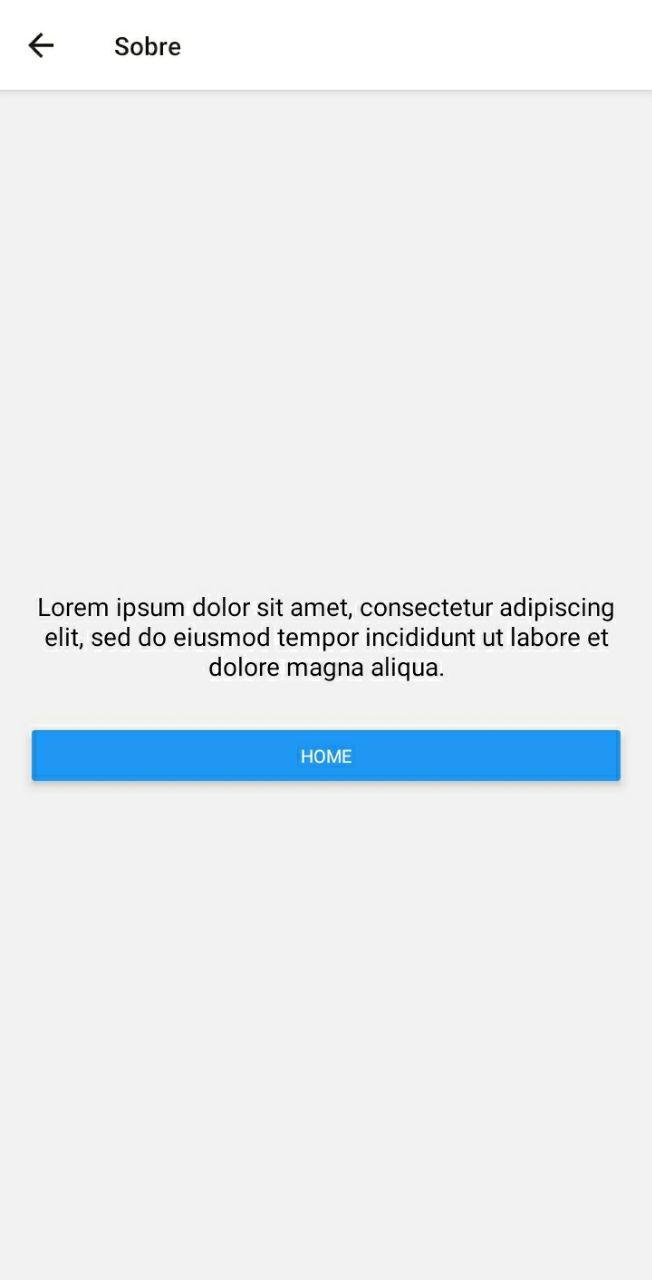 Sobre
Lorem ipsum dolor sit amet, consectetur adipiscing
elit, sed do eiusmod tempor incididunt ut labore et
dolore magna aliqua.
HOME